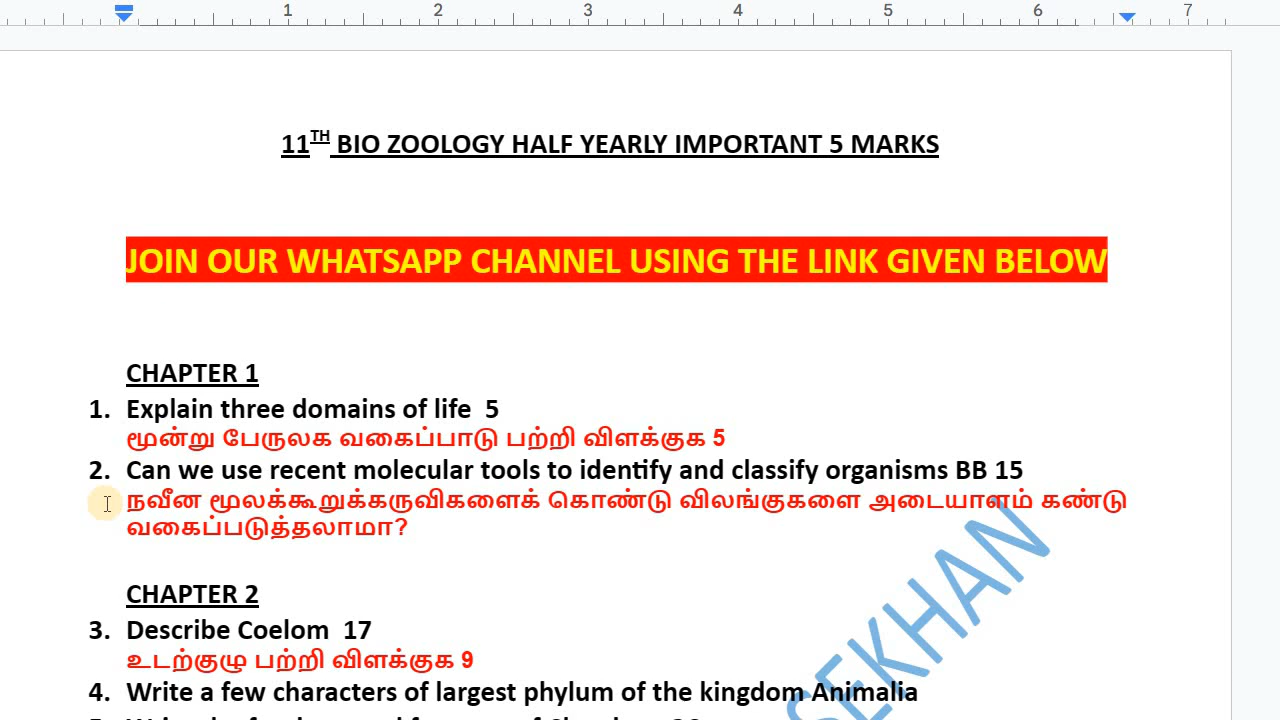 1 2 3 4 5 6 7
11TH BIO ZOOLOGY HALF YEARLY IMPORTANT 5 MARKS
JOIN OUR WHATSAPP CHANNEL USING THE LINK GIVEN BELOW
CHAPTER 1
1. Explain three domains of life 5
மூன்று பேருலக வகைப்பாடு பற்றி விளக்குக 5
2. Can we use recent molecular tools to identify and classify organisms BB 15
நவீன மூலக்கூறுக்கருவிகளைக் கொண்டு விலங்குகளை அடையாளம் கண்டு
வகைப்படுத்தலாமா?
CHAPTER 2
3. Describe Coelom 17
உடற்குழு பற்றி விளக்குக 9
4. Write a few characters of largest phylum of the kingdom Animalia
SEKHAN